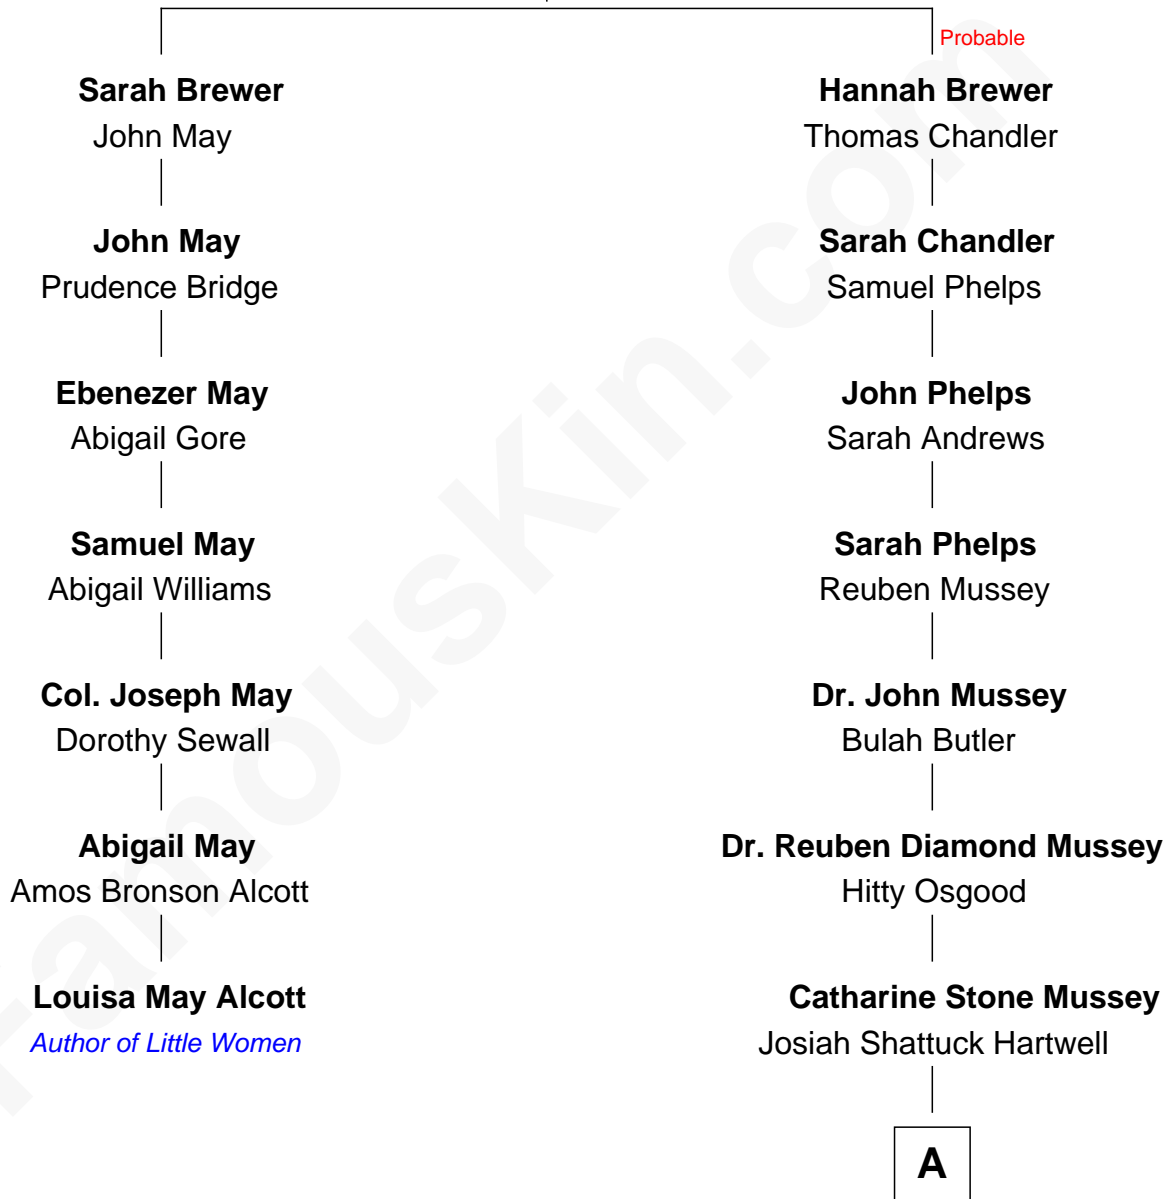 Probable
Sarah Brewer
John May
Hannah Brewer
Thomas Chandler
John May
Prudence Bridge
Sarah Chandler
Samuel Phelps
Ebenezer May
Abigail Gore
John Phelps
Sarah Andrews
Samuel May
Abigail Williams
Sarah Phelps
Reuben Mussey
Col. Joseph May
Dorothy Sewall
Dr. John Mussey
Bulah Butler
Abigail May
Amos Bronson Alcott
Dr. Reuben Diamond Mussey
Hitty Osgood
Louisa May Alcott
Author of Little Women
Catharine Stone Mussey
Josiah Shattuck Hartwell
A
FamousKin.com